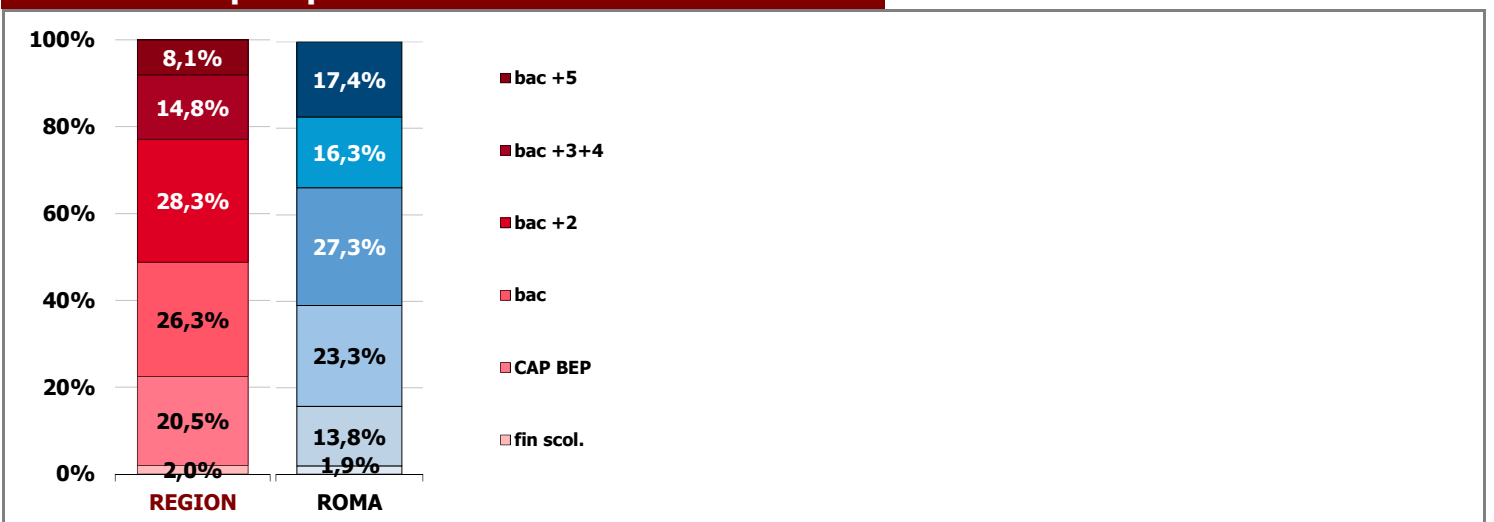 100%
80%
60%
40%
20%
0%
8,1%
14,8%
28,3%
26,3%
20,5%
2,0%
REGION
17,4%
16,3%
27,3%
23,3%
13,8%
1,9%
ROMA
bac +5
bac +3+4
bac +2
bac
CAP BEP
fin scol.